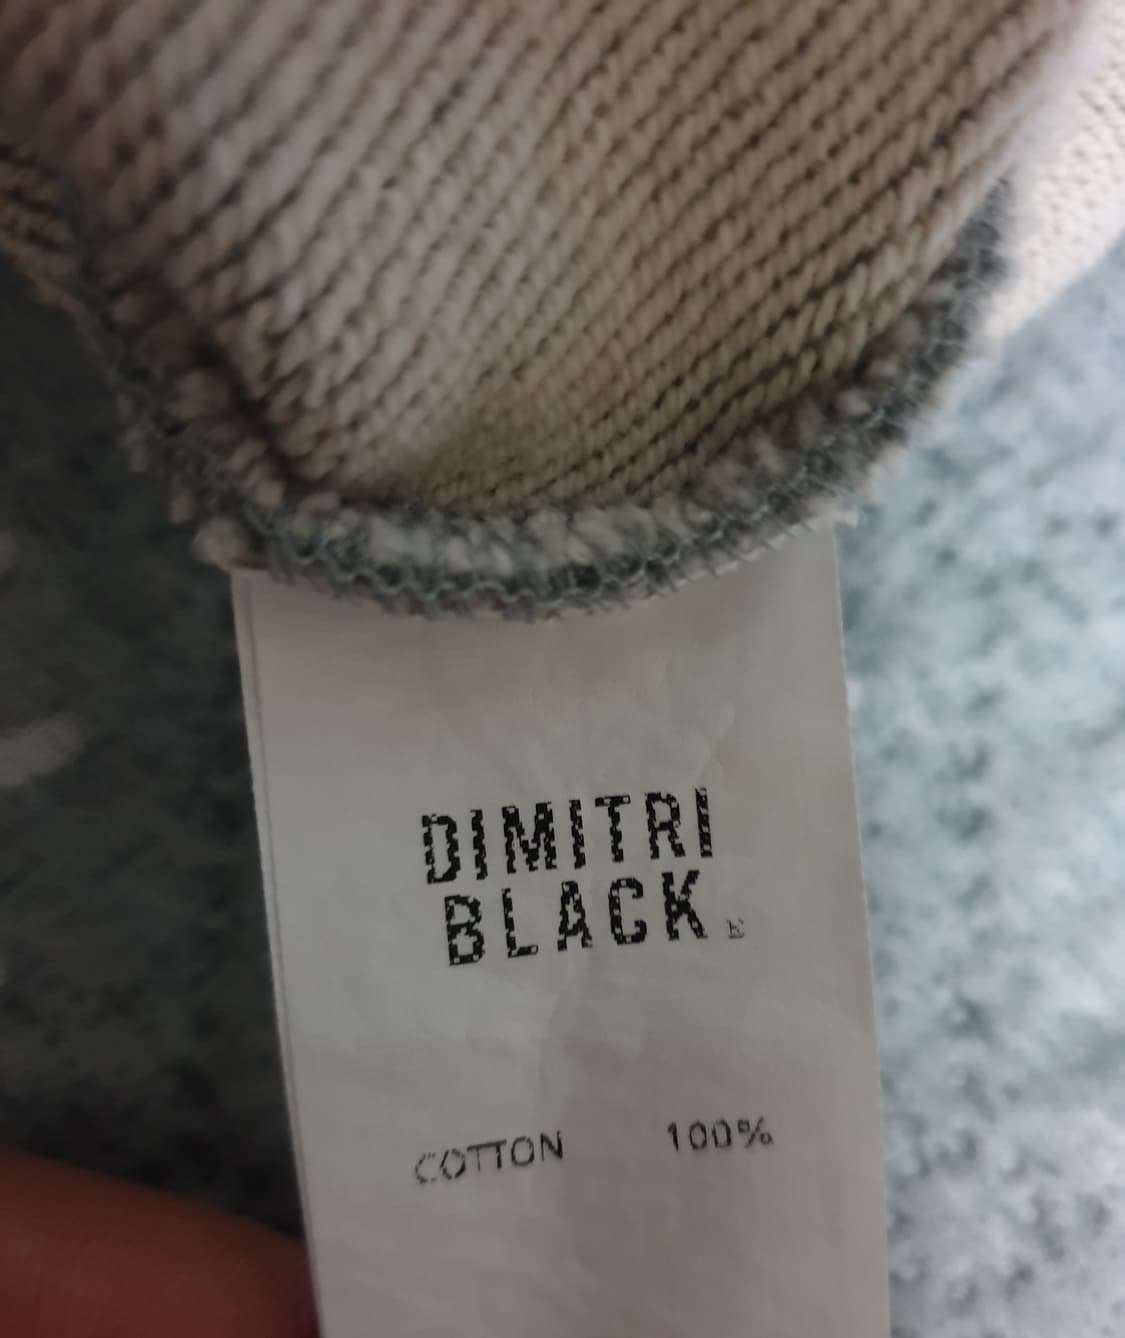 DIMITRI
BLACK
COTTON 100%